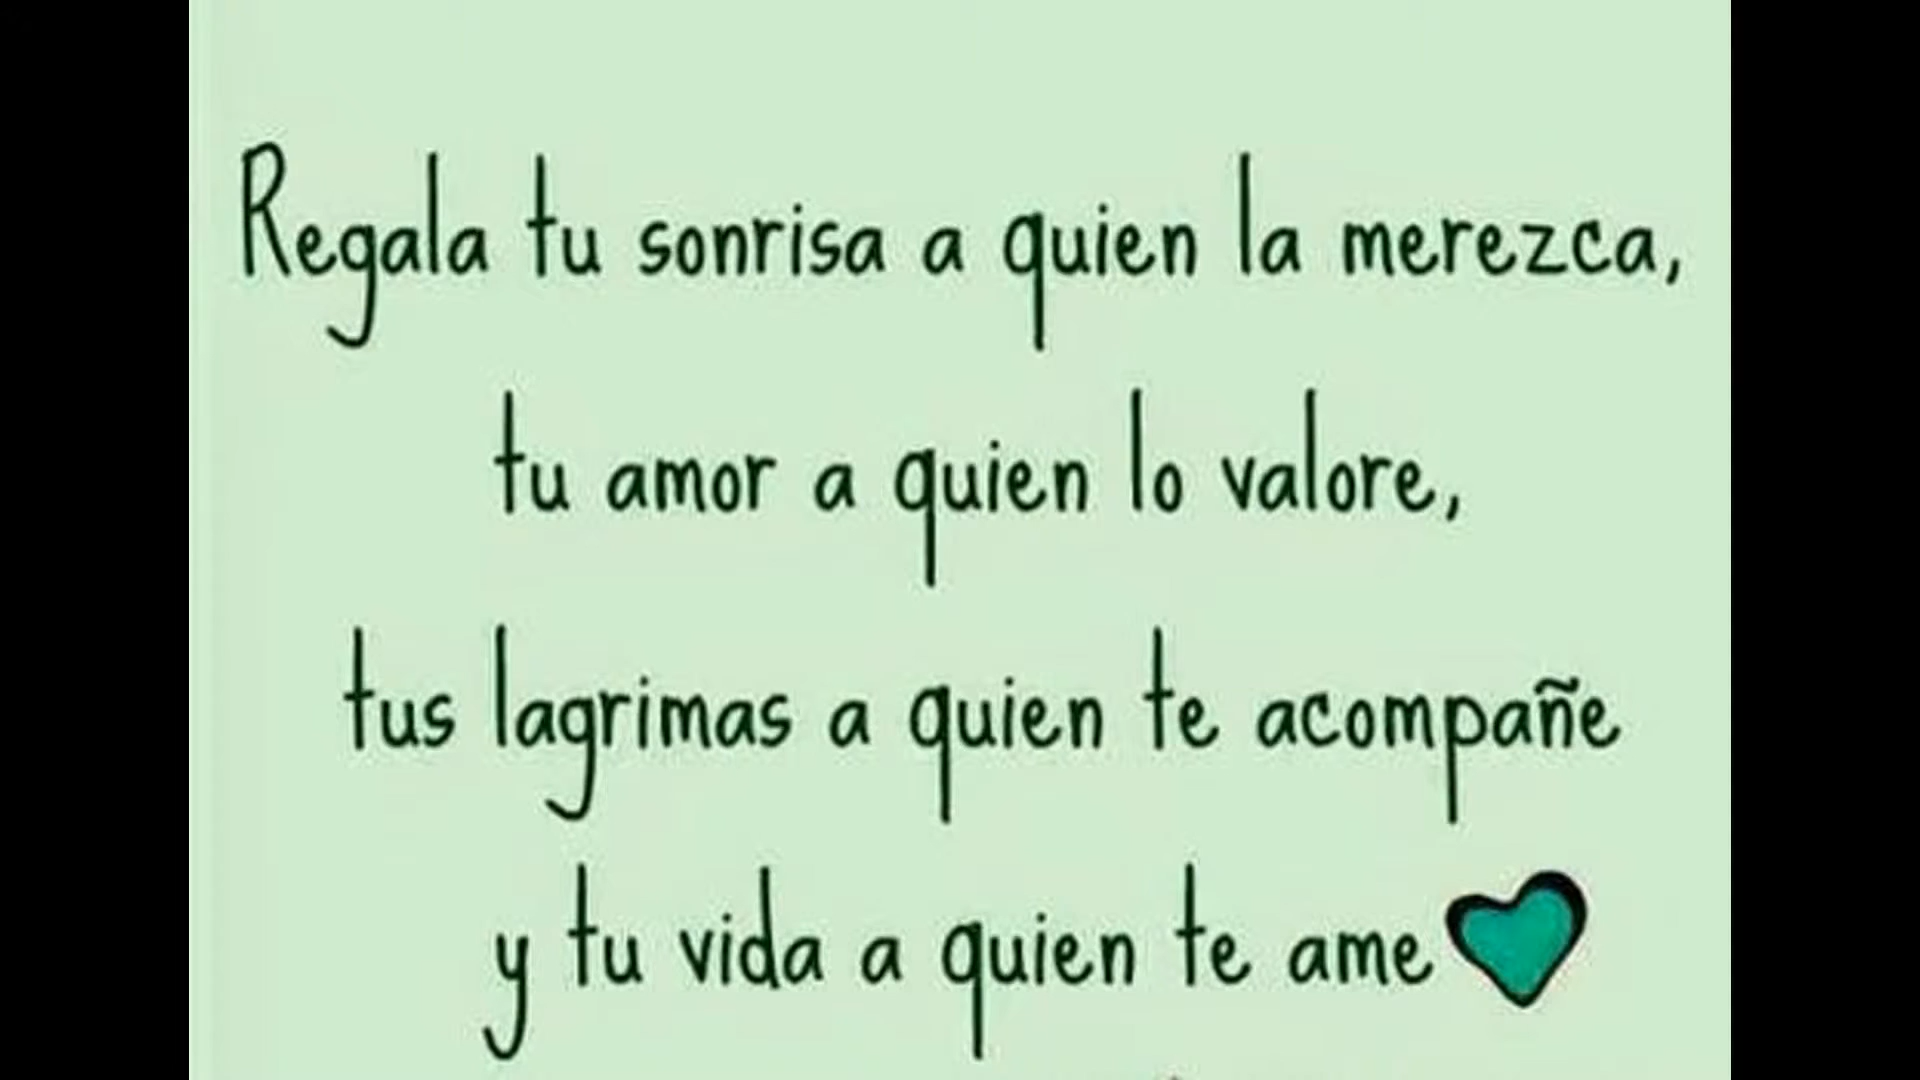 Regala tu sonrisa a quien la merezca,
tu amor a quien lo valore,
tus lagrimas a quien te acompañe
y tu vida a quien te ame